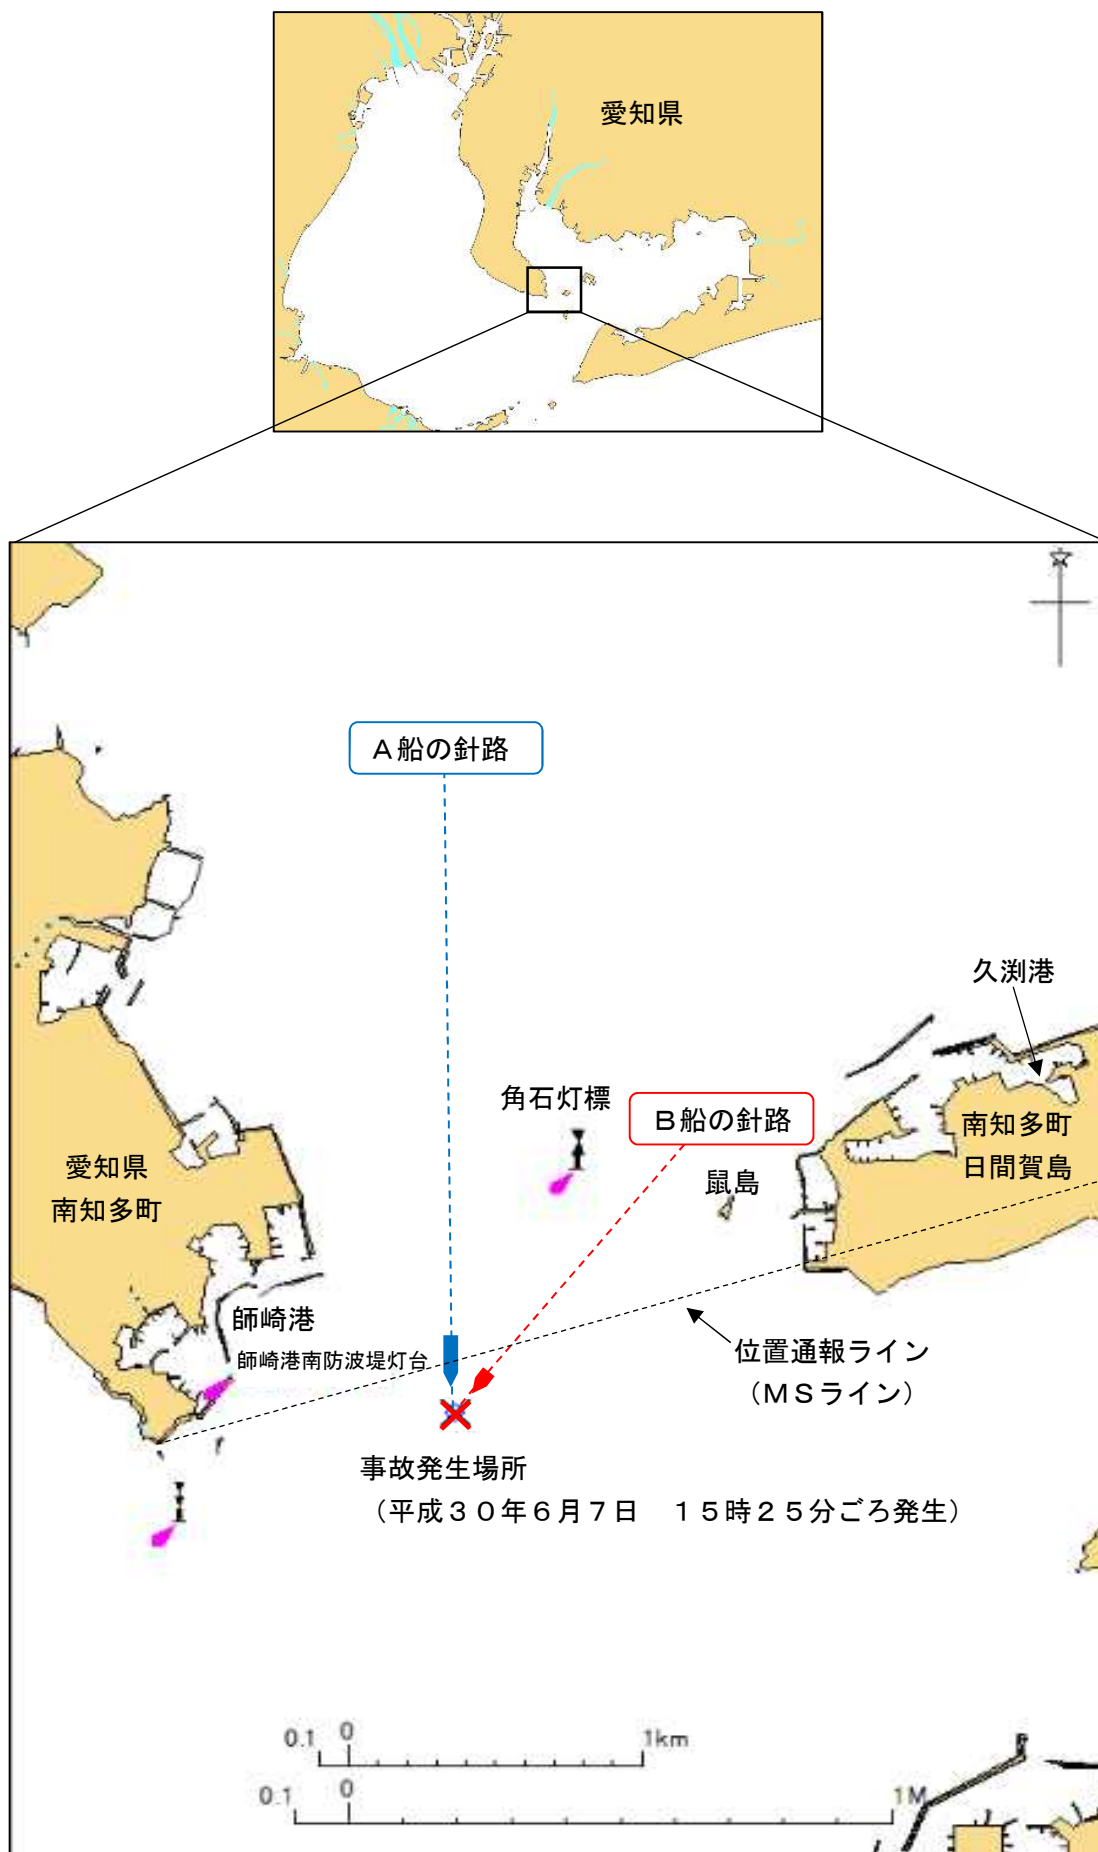 愛知県
A船の針路
久渕港
角石灯標
B船の針路
南知多町
日間賀島
愛知県
南知多町
鼠島
師崎港
師崎港南防波堤灯台
位置通報ライン
（MSライン）
事故発生場所
（平成３０年６月７日　１５時２５分ごろ発生）
0.1 0 1km
0.1 0 1M